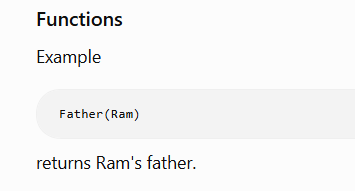 Functions
Example
Father(Ram)
returns Ram's father.